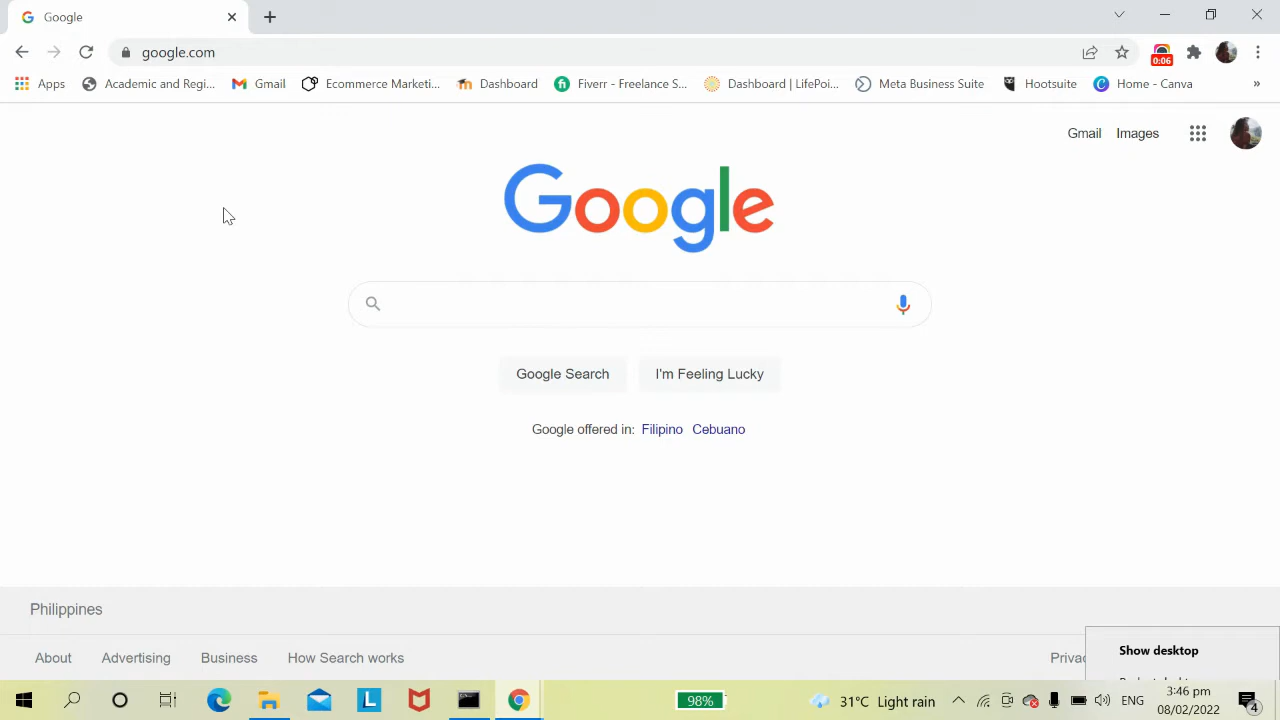 Google
google.com
0:06
Apps
Academic and Regi...
Gmail
Ecommerce Marketi...
Dashboard
Fiverr - Freelance S...
Dashboard | LifePoi...
Meta Business Suite
Hootsuite
Home - Canva
»
Gmail
Images
Google
Google Search
I'm Feeling Lucky
Google offered in: Filipino Cebuano
Philippines
About
Advertising
Business
How Search works
Show desktop
98%
31°C Light rain
ENG
3:46 pm
08/02/2022
4